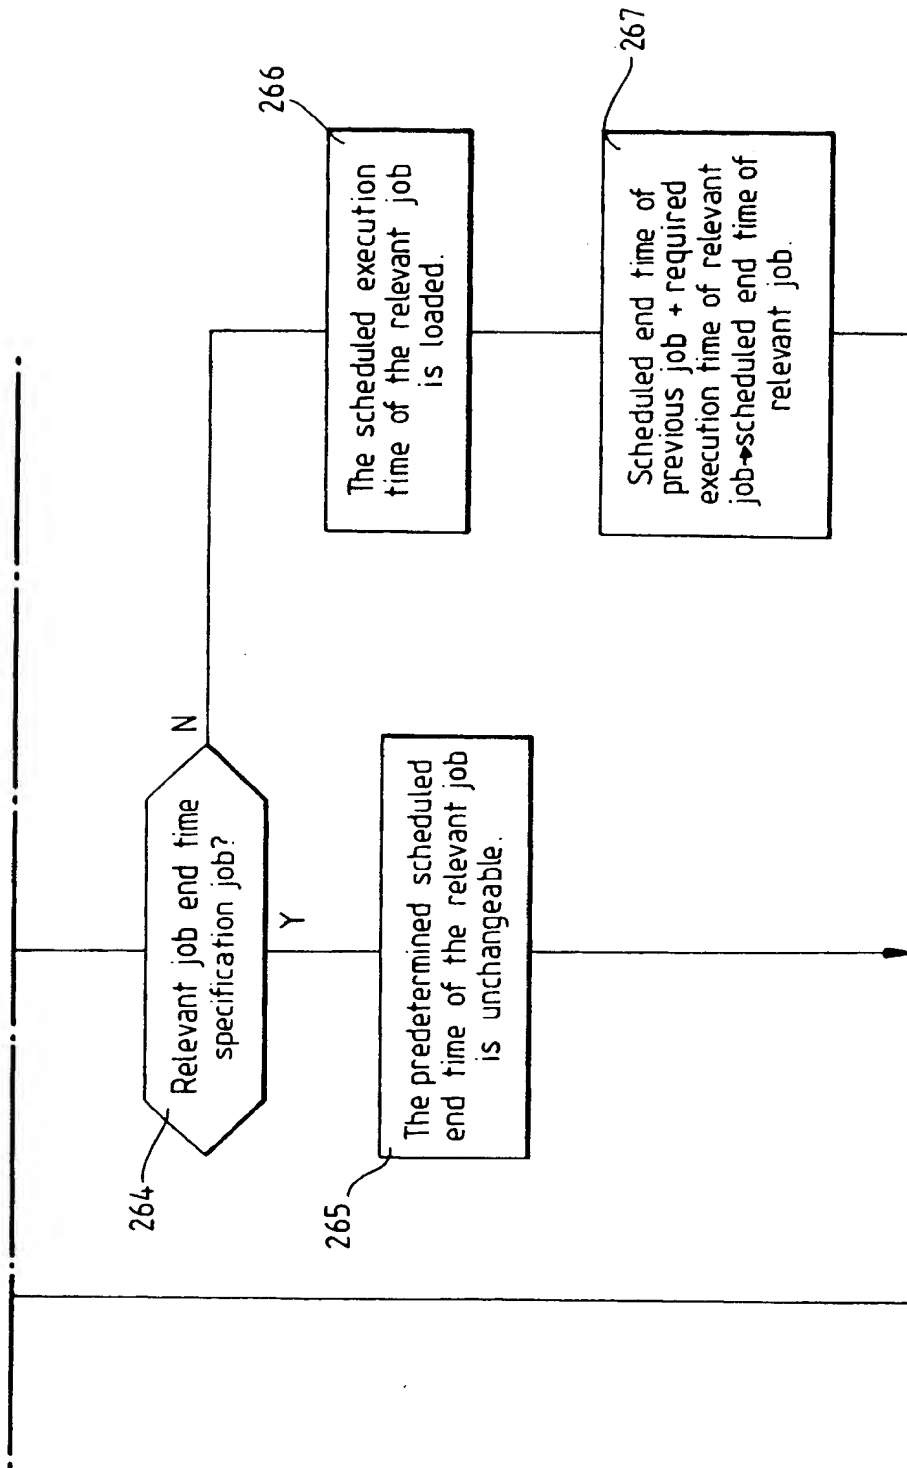 264
Relevant job end time
specification job?
N
Y
265
The predetermined scheduled
end time of the relevant job
is unchangeable.
266
The scheduled execution
time of the relevant job
is loaded.
267
Scheduled end time of
previous job + required
execution time of relevant
job→scheduled end time of
relevant job.